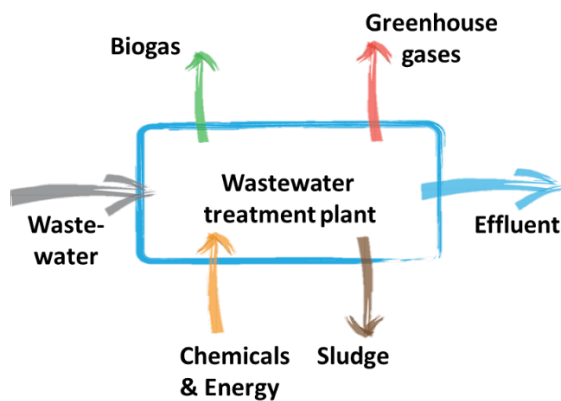 Biogas
Greenhouse
gases
Wastewater
treatment plant
Waste-
water
Effluent
Chemicals
& Energy
Sludge